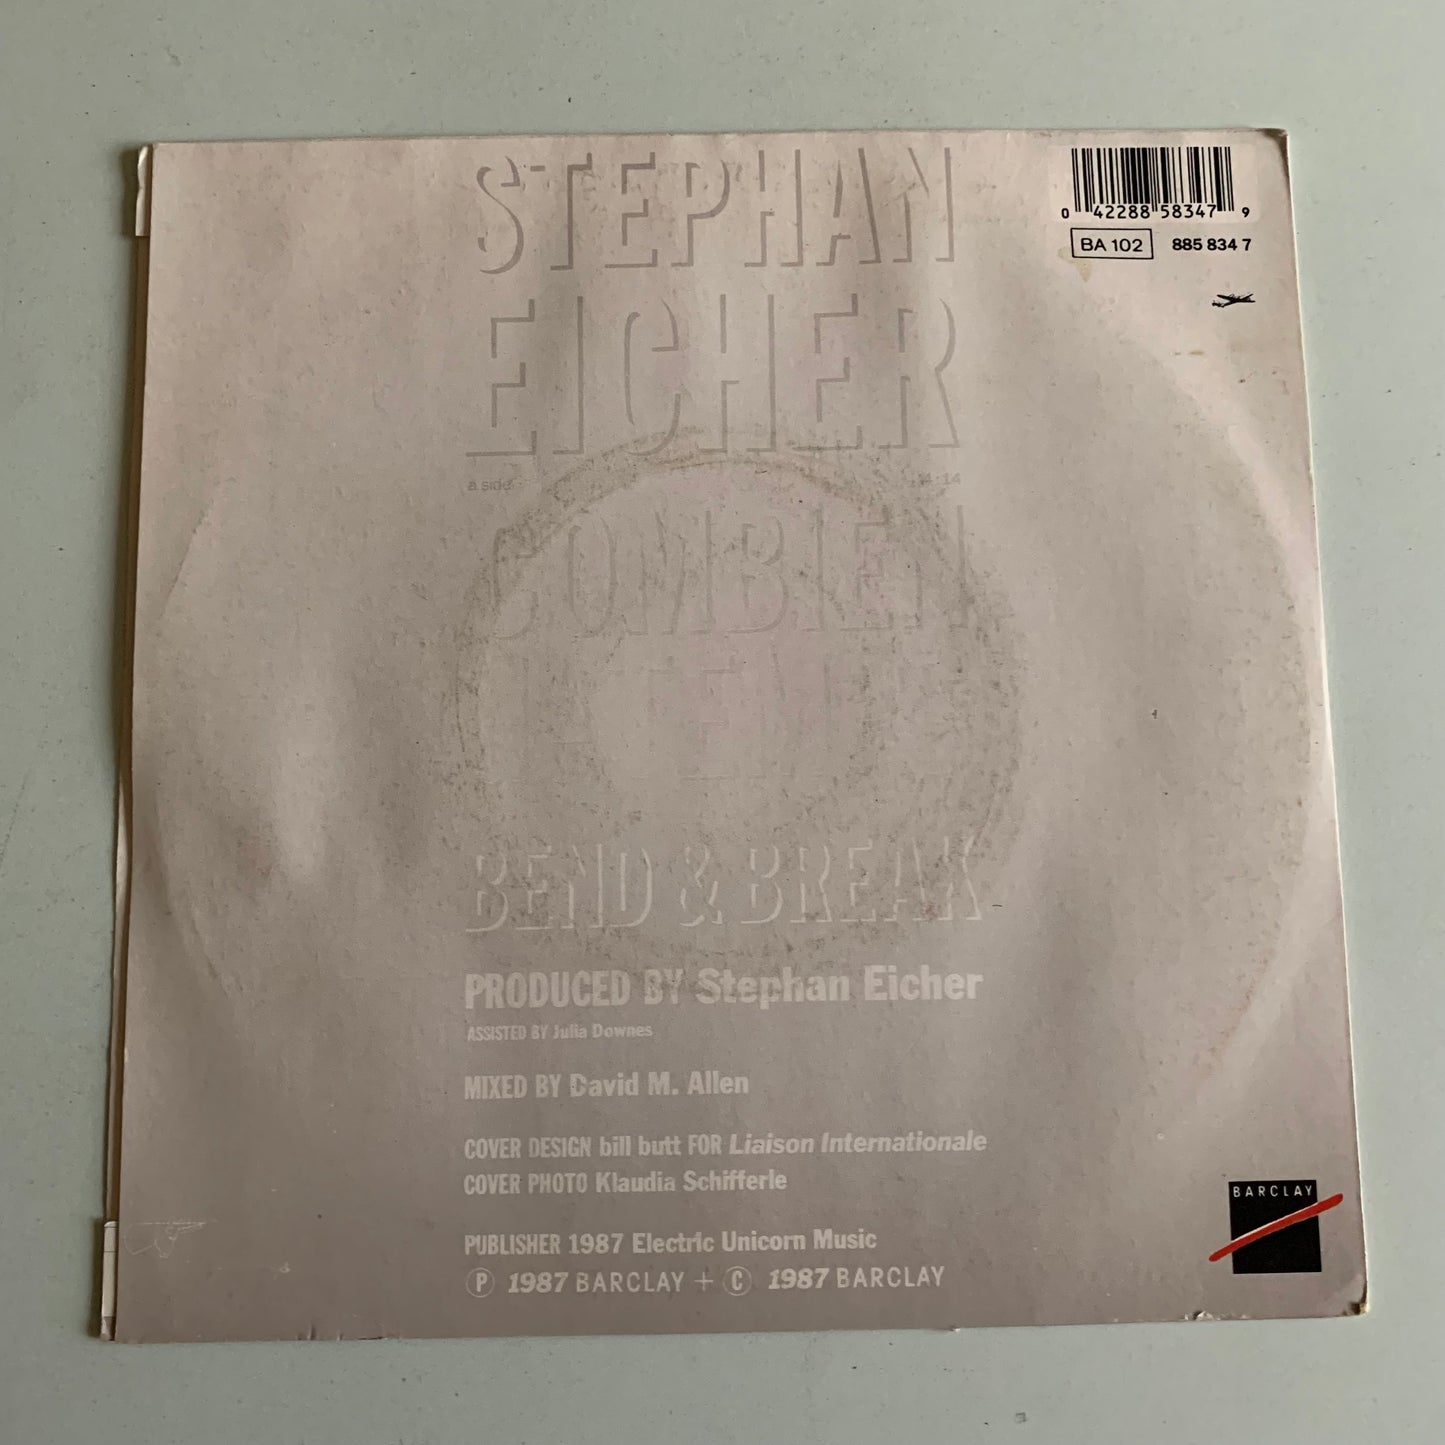 STEPHAN
EICHER
0 42288 58347 9
BA 102 885 834 7
a side 4:14
COMBIEN
BEND & BREAK
PRODUCED BY Stephan Eicher
ASSISTED BY Julia Downes
MIXED BY David M. Allen
COVER DESIGN bill butt FOR Liaison Internationale
COVER PHOTO Klaudia Schifferle
PUBLISHER 1987 Electric Unicorn Music
Ⓟ 1987 BARCLAY + Ⓒ 1987 BARCLAY
BARCLAY